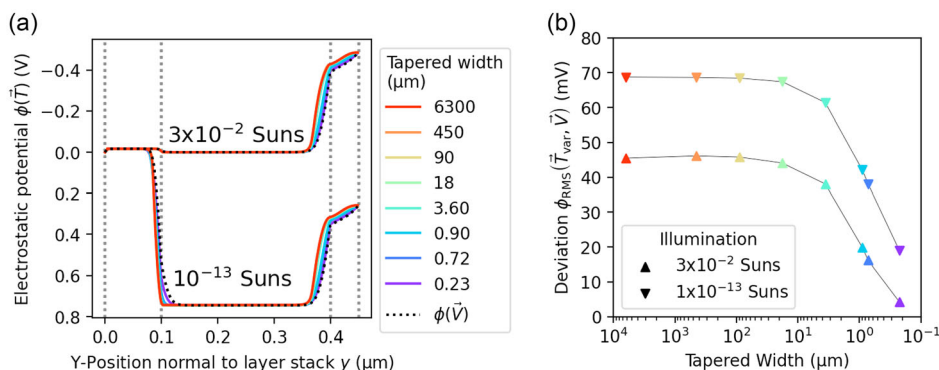 (a)
Electrostatic potential ϕ(T⃗) (V)
−0.4
−0.2
0.0
0.2
0.4
0.6
0.8
3x10⁻² Suns
10⁻¹³ Suns
0.0
0.1
0.2
0.3
0.4
Y-Position normal to layer stack y (μm)
Tapered width
(μm)
6300
450
90
18
3.60
0.90
0.72
0.23
ϕ(V⃗)
(b)
Deviation ϕRMS(T⃗var, V⃗) (mV)
80
70
60
50
40
30
20
10
0
Illumination
3x10⁻² Suns
1x10⁻¹³ Suns
10⁴
10³
10²
10¹
10⁰
10⁻¹
Tapered Width (μm)